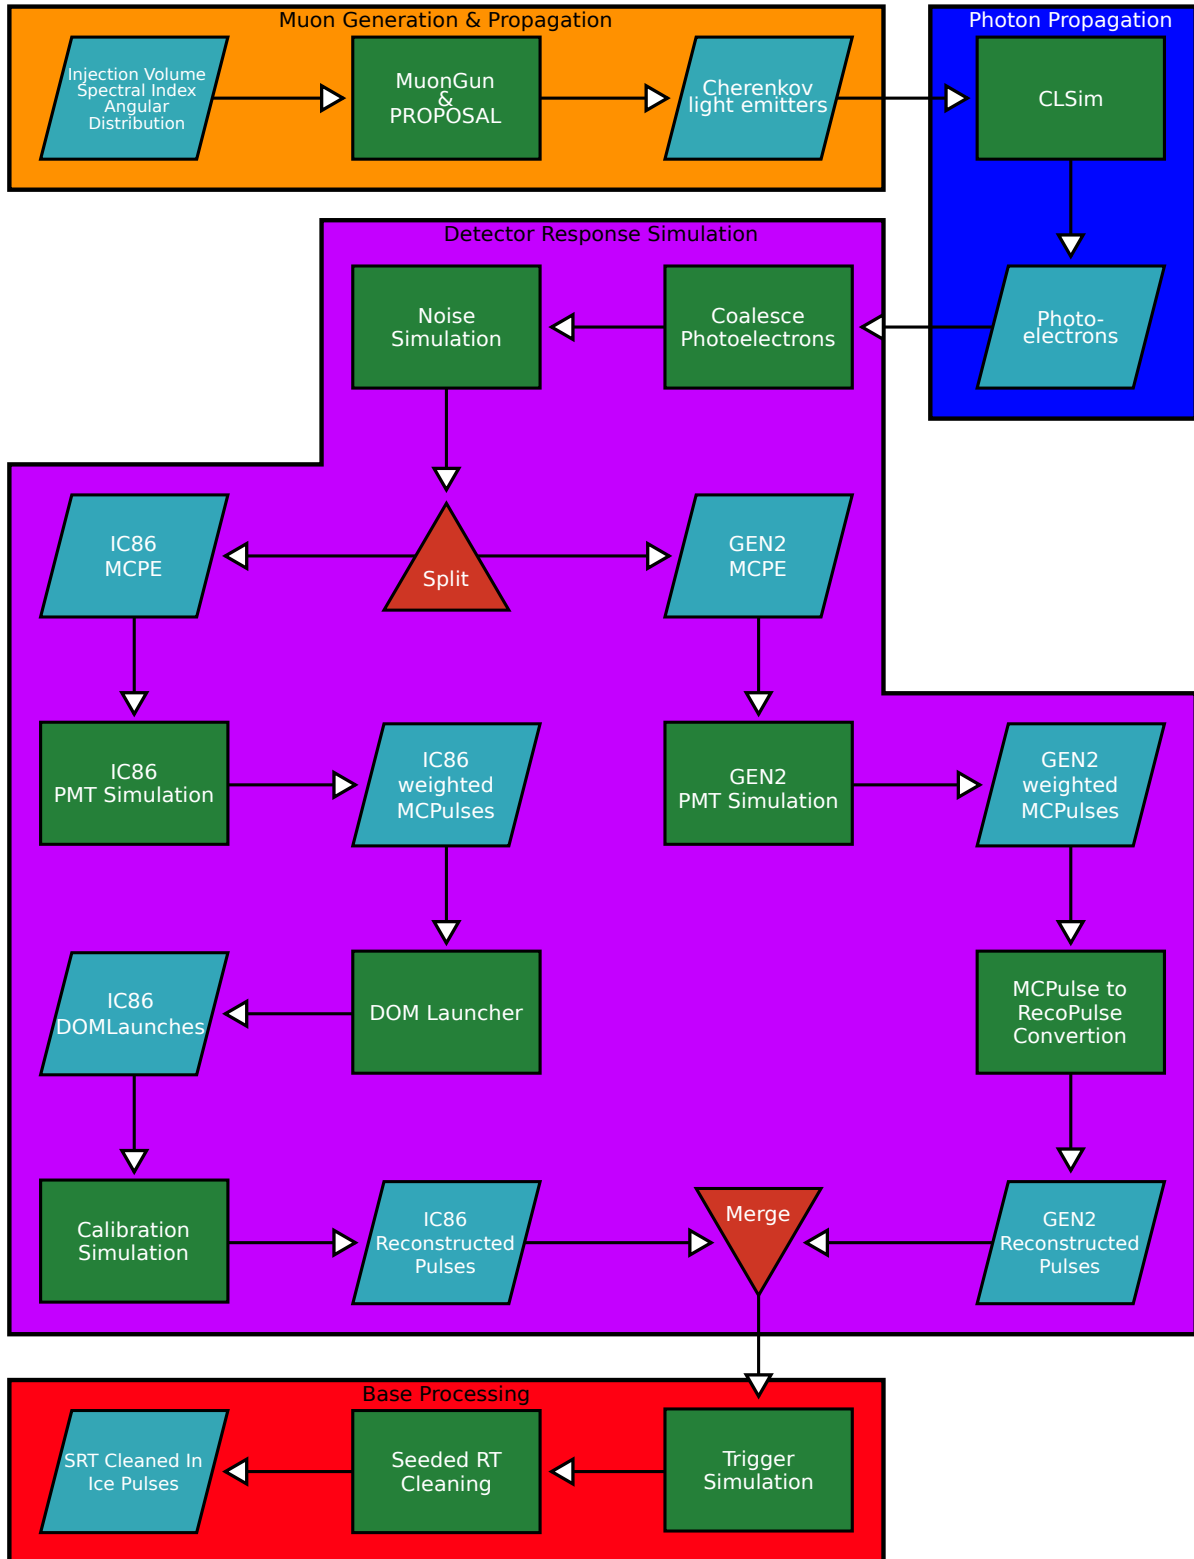 Muon Generation & Propagation
Injection Volume
Spectral Index
Angular
Distribution
MuonGun
&
PROPOSAL
Cherenkov
light emitters
Photon Propagation
CLSim
Photo-
electrons
Detector Response Simulation
Coalesce
Photoelectrons
Noise
Simulation
Split
IC86
MCPE
GEN2
MCPE
IC86
PMT Simulation
IC86
weighted
MCPulses
GEN2
PMT Simulation
GEN2
weighted
MCPulses
IC86
DOMLaunches
DOM Launcher
MCPulse to
RecoPulse
Convertion
Calibration
Simulation
IC86
Reconstructed
Pulses
Merge
GEN2
Reconstructed
Pulses
Base Processing
SRT Cleaned In
Ice Pulses
Seeded RT
Cleaning
Trigger
Simulation